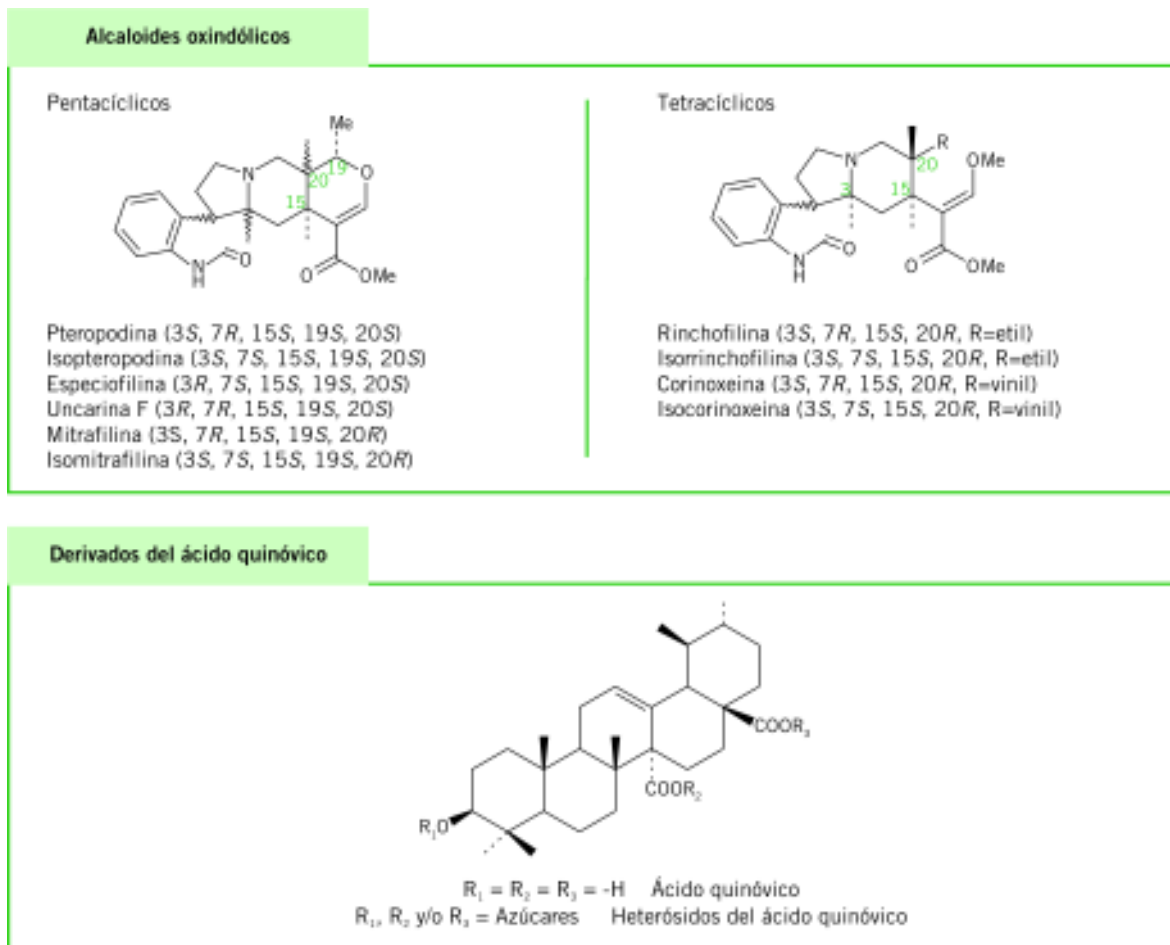 Alcaloides oxindólicos
Pentacíclicos
Me
N
19
O
20
15
N
H
O
O
OMe
Pteropodina (3S, 7R, 15S, 19S, 20S)
Isopteropodina (3S, 7S, 15S, 19S, 20S)
Especiofilina (3R, 7S, 15S, 19S, 20S)
Uncarina F (3R, 7R, 15S, 19S, 20S)
Mitrafilina (3S, 7R, 15S, 19S, 20R)
Isomitrafilina (3S, 7S, 15S, 19S, 20R)
Tetracíclicos
R
N
OMe
20
3
15
N
H
O
O
OMe
Rinchofilina (3S, 7R, 15S, 20R, R=etil)
Isorrinchofilina (3S, 7S, 15S, 20R, R=etil)
Corinoxeina (3S, 7R, 15S, 20R, R=vinil)
Isocorinoxeina (3S, 7S, 15S, 20R, R=vinil)
Derivados del ácido quinóvico
COOR₃
COOR₂
R₁O
R₁ = R₂ = R₃ = -H Ácido quinóvico
R₁, R₂ y/o R₃ = Azúcares Heterósidos del ácido quinóvico